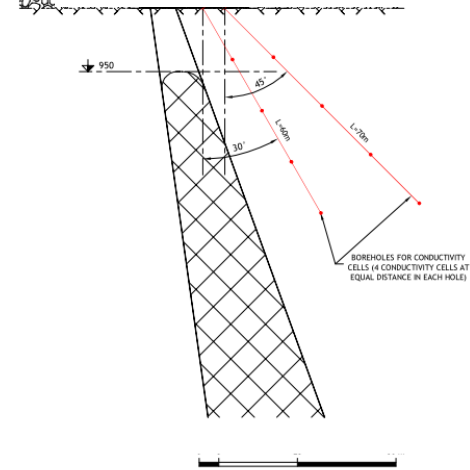 950
45°
30°
L=60m
L=70m
BOREHOLES FOR CONDUCTIVITY
CELLS (4 CONDUCTIVITY CELLS AT
EQUAL DISTANCE IN EACH HOLE)